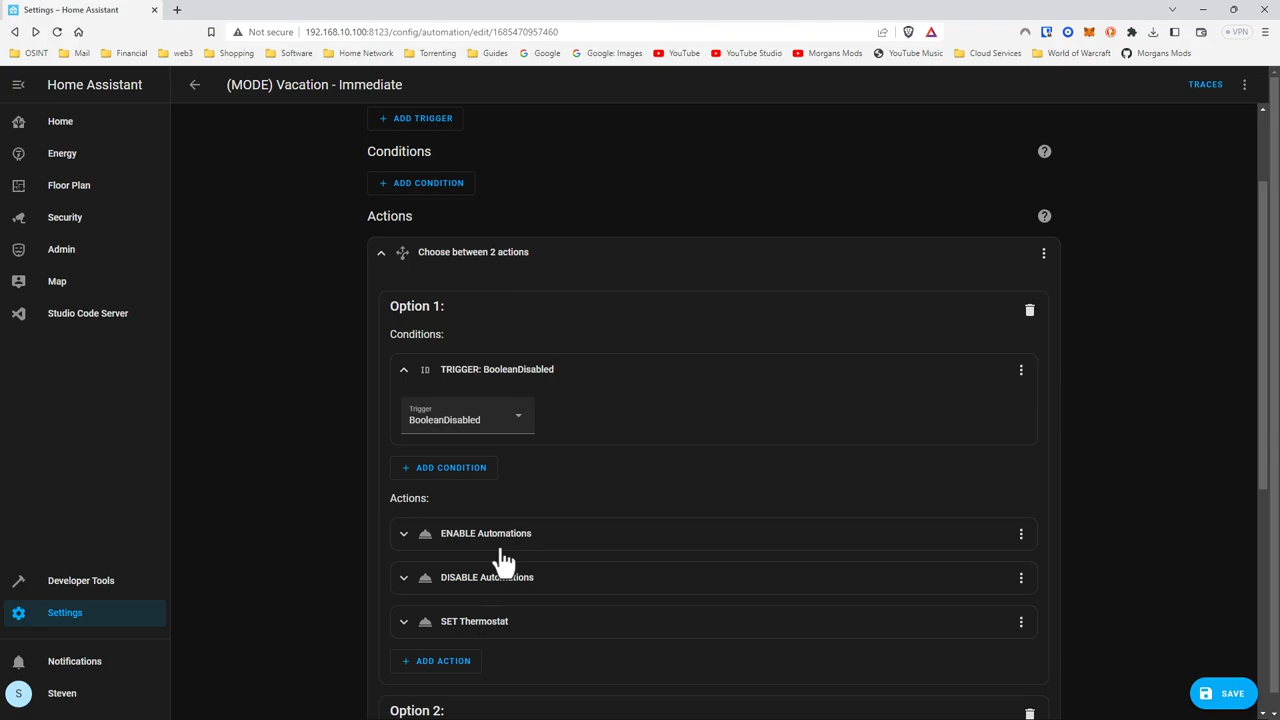 Settings – Home Assistant
Not secure 192.168.10.100:8123/config/automation/edit/1685470957460 VPN
OSINT Mail Financial web3 Shopping Software Home Network Torrenting Guides Google Google: Images YouTube YouTube Studio Morgans Mods YouTube Music Cloud Services World of Warcraft Morgans Mods
Home Assistant
(MODE) Vacation - Immediate
TRACES
Home
Energy
Floor Plan
Security
Admin
Map
Studio Code Server
Developer Tools
Settings
Notifications
S Steven
+ ADD TRIGGER
Conditions
+ ADD CONDITION
Actions
Choose between 2 actions
Option 1:
Conditions:
ID TRIGGER: BooleanDisabled
Trigger
BooleanDisabled
+ ADD CONDITION
Actions:
ENABLE Automations
DISABLE Automations
SET Thermostat
+ ADD ACTION
Option 2:
SAVE